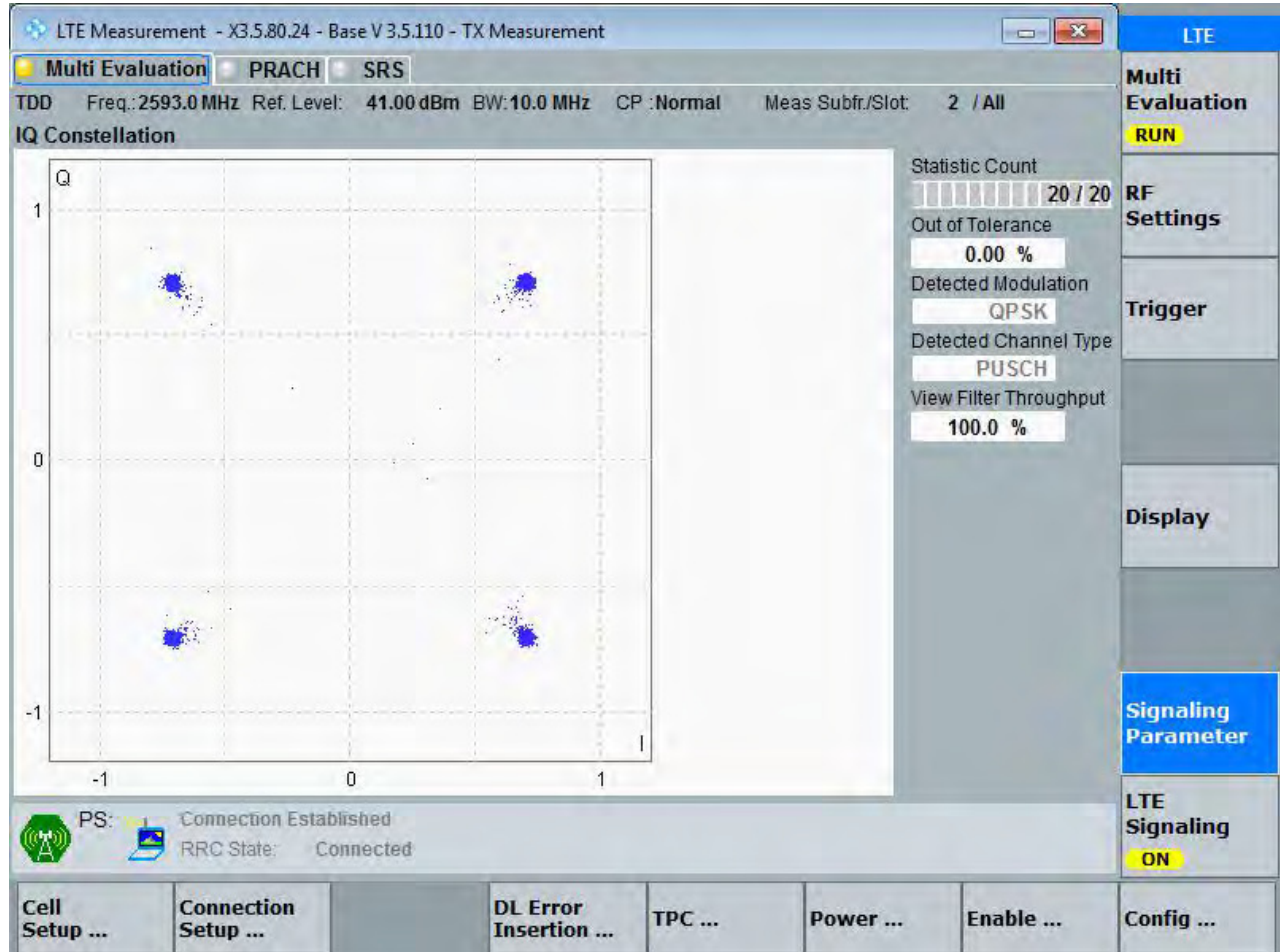 LTE Measurement - X3.5.80.24 - Base V 3.5.110 - TX Measurement
LTE
Multi Evaluation PRACH SRS
TDD Freq.: 2593.0 MHz Ref. Level: 41.00 dBm BW: 10.0 MHz CP : Normal Meas Subfr./Slot: 2 / All
IQ Constellation
Q
1
0
-1
I
-1 0 1
Statistic Count
20 / 20
Out of Tolerance
0.00 %
Detected Modulation
QPSK
Detected Channel Type
PUSCH
View Filter Throughput
100.0 %
Multi
Evaluation
RUN
RF
Settings
Trigger
Display
Signaling
Parameter
LTE
Signaling
ON
PS: Connection Established
RRC State: Connected
Cell
Setup ...
Connection
Setup ...
DL Error
Insertion ...
TPC ...
Power ...
Enable ...
Config ...